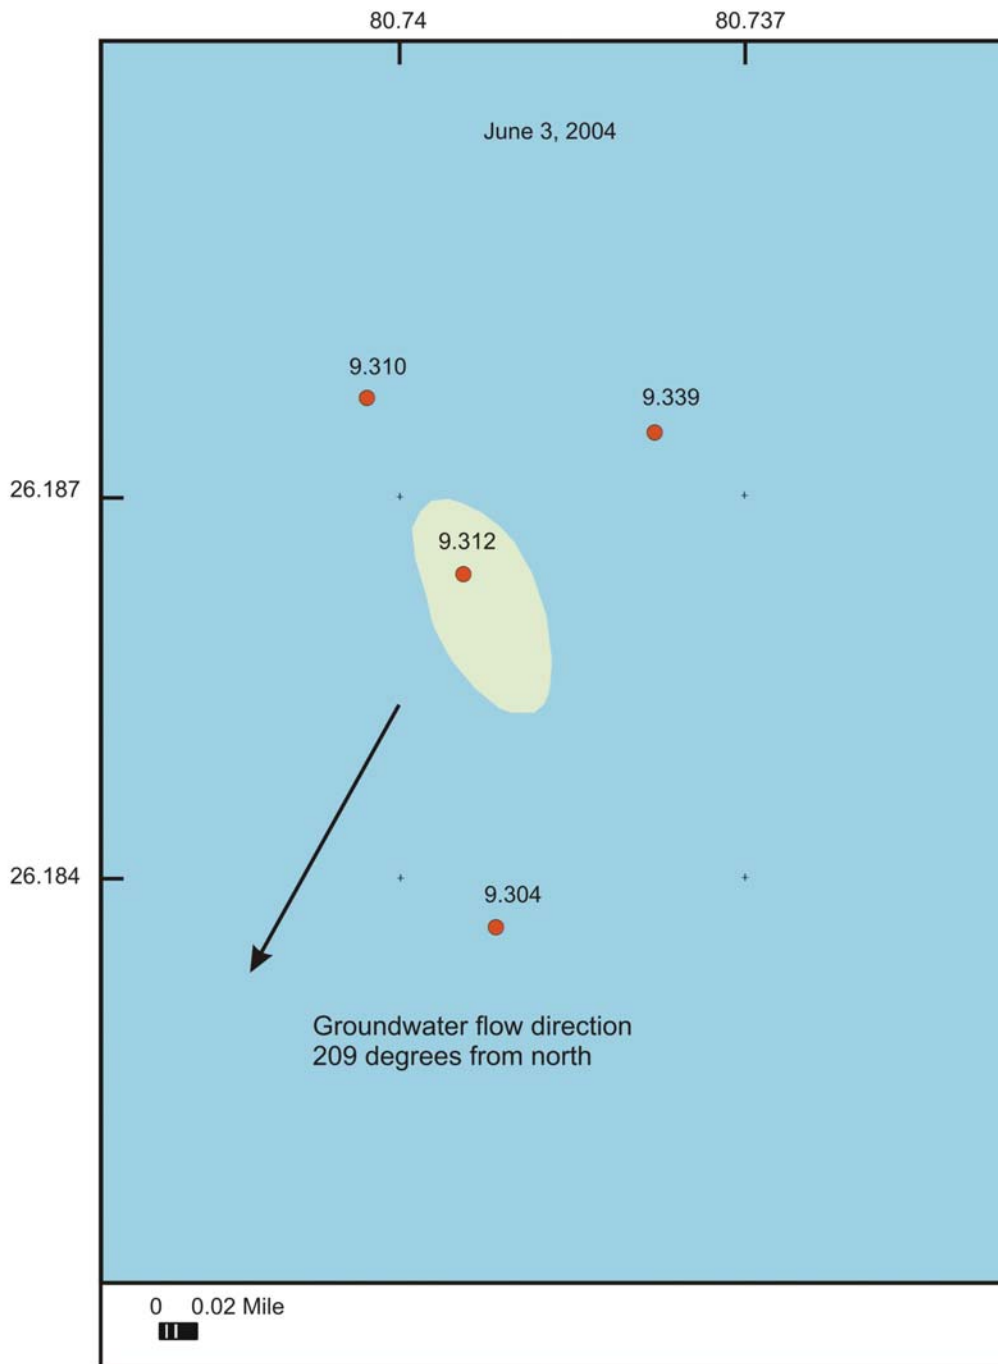 80.74 80.737
June 3, 2004
9.310
9.339
26.187
9.312
26.184
9.304
Groundwater flow direction
209 degrees from north
0 0.02 Mile